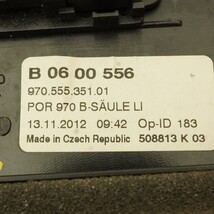 B 06 00 556
970.555.351.01
POR 970 B-SÄULE LI
13.11.2012 09:42 Op-ID 183
Made in Czech Republic 508813 K 03